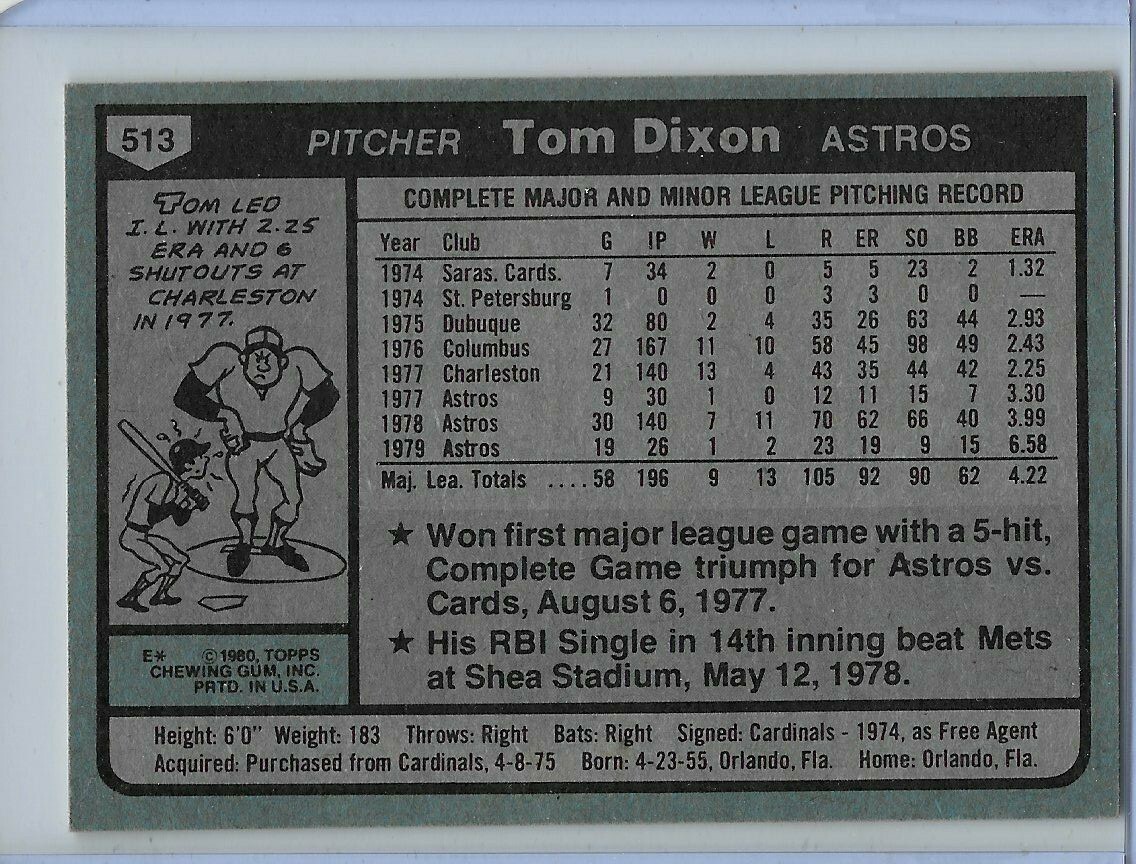 513 PITCHER Tom Dixon ASTROS
TOM LED
I. L. WITH 2.25
ERA AND 6
SHUTOUTS AT
CHARLESTON
IN 1977.
COMPLETE MAJOR AND MINOR LEAGUE PITCHING RECORD
Year Club G IP W L R ER SO BB ERA
1974 Saras. Cards. 7 34 2 0 5 5 23 2 1.32
1974 St. Petersburg 1 0 0 0 3 3 0 0 —
1975 Dubuque 32 80 2 4 35 26 63 44 2.93
1976 Columbus 27 167 11 10 58 45 98 49 2.43
1977 Charleston 21 140 13 4 43 35 44 42 2.25
1977 Astros 9 30 1 0 12 11 15 7 3.30
1978 Astros 30 140 7 11 70 62 66 40 3.99
1979 Astros 19 26 1 2 23 19 9 15 6.58
Maj. Lea. Totals ....58 196 9 13 105 92 90 62 4.22
★ Won first major league game with a 5-hit,
Complete Game triumph for Astros vs.
Cards, August 6, 1977.
★ His RBI Single in 14th inning beat Mets
at Shea Stadium, May 12, 1978.
E* ©1980, TOPPS
CHEWING GUM, INC.
PRTD. IN U.S.A.
Height: 6'0" Weight: 183 Throws: Right Bats: Right Signed: Cardinals - 1974, as Free Agent
Acquired: Purchased from Cardinals, 4-8-75 Born: 4-23-55, Orlando, Fla. Home: Orlando, Fla.